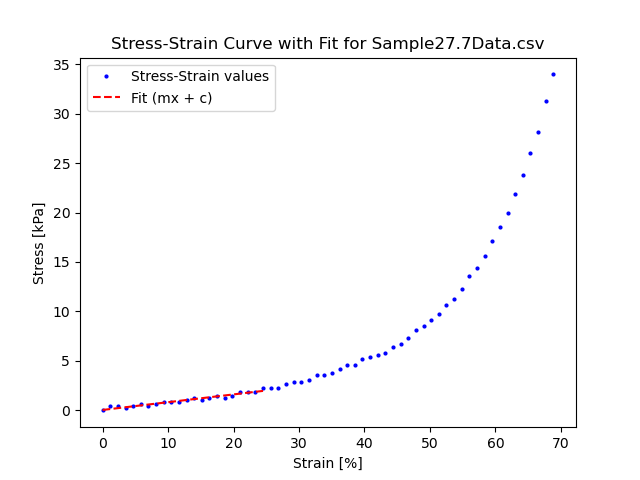 Stress-Strain Curve with Fit for Sample27.7Data.csv
Stress-Strain values
Fit (mx + c)
35
30
25
20
15
10
5
0
Stress [kPa]
0 10 20 30 40 50 60 70
Strain [%]